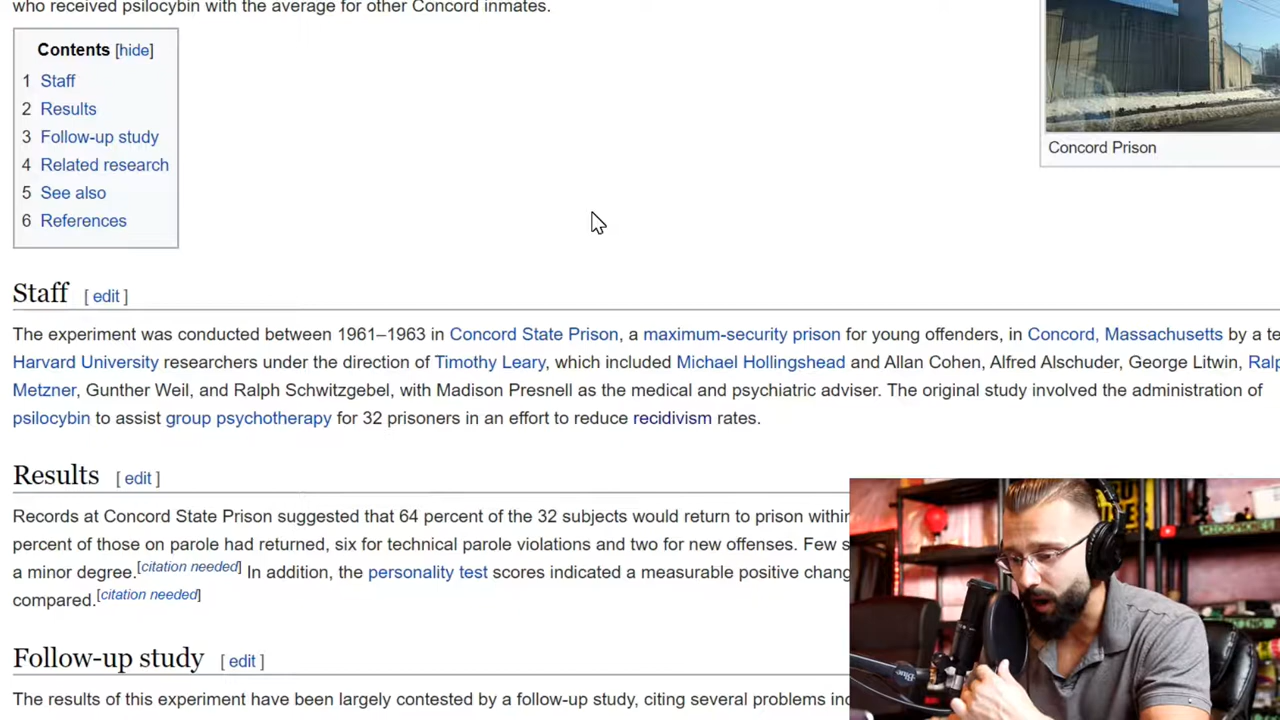 who received psilocybin with the average for other Concord inmates.
Contents [hide]
1 Staff
2 Results
3 Follow-up study
4 Related research
5 See also
6 References
Concord Prison
Staff [ edit ]
The experiment was conducted between 1961–1963 in Concord State Prison, a maximum-security prison for young offenders, in Concord, Massachusetts by a te
Harvard University researchers under the direction of Timothy Leary, which included Michael Hollingshead and Allan Cohen, Alfred Alschuder, George Litwin, Ralp
Metzner, Gunther Weil, and Ralph Schwitzgebel, with Madison Presnell as the medical and psychiatric adviser. The original study involved the administration of
psilocybin to assist group psychotherapy for 32 prisoners in an effort to reduce recidivism rates.
Results [ edit ]
Records at Concord State Prison suggested that 64 percent of the 32 subjects would return to prison within
percent of those on parole had returned, six for technical parole violations and two for new offenses. Few s
a minor degree.[citation needed] In addition, the personality test scores indicated a measurable positive chang
compared.[citation needed]
Follow-up study [ edit ]
The results of this experiment have been largely contested by a follow-up study, citing several problems inc
Blue